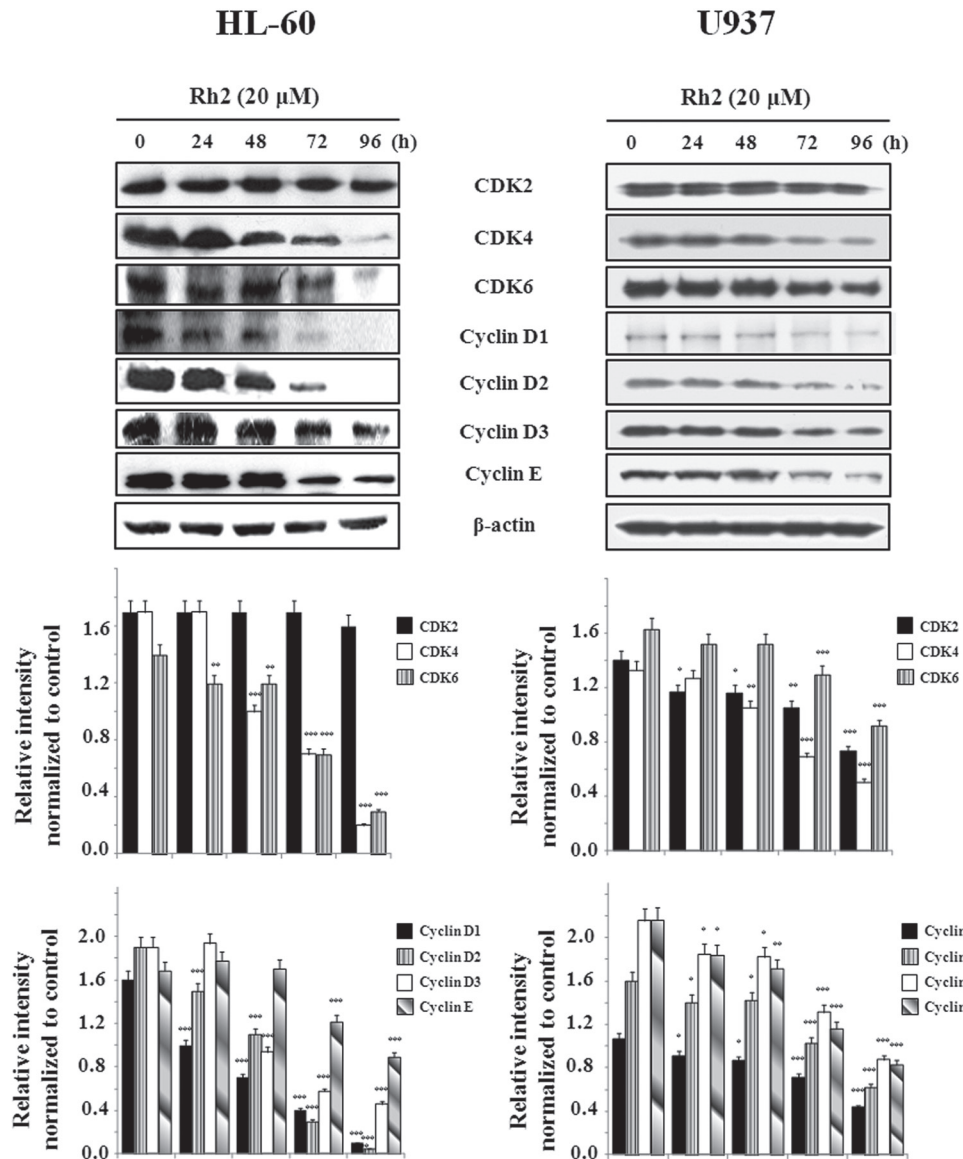 HL-60 U937
Rh2 (20 μM) Rh2 (20 μM)
0 24 48 72 96 (h) 0 24 48 72 96 (h)
CDK2
CDK4
CDK6
Cyclin D1
Cyclin D2
Cyclin D3
Cyclin E
β-actin
Relative intensity
normalized to control
1.6
1.2
0.8
0.4
0.0
CDK2
CDK4
CDK6
Relative intensity
normalized to control
1.6
1.2
0.8
0.4
0.0
CDK2
CDK4
CDK6
Relative intensity
normalized to control
2.0
1.6
1.2
0.8
0.4
0.0
Cyclin D1
Cyclin D2
Cyclin D3
Cyclin E
Relative intensity
normalized to control
2.0
1.6
1.2
0.8
0.4
0.0
Cyclin
Cyclin
Cyclin
Cyclin